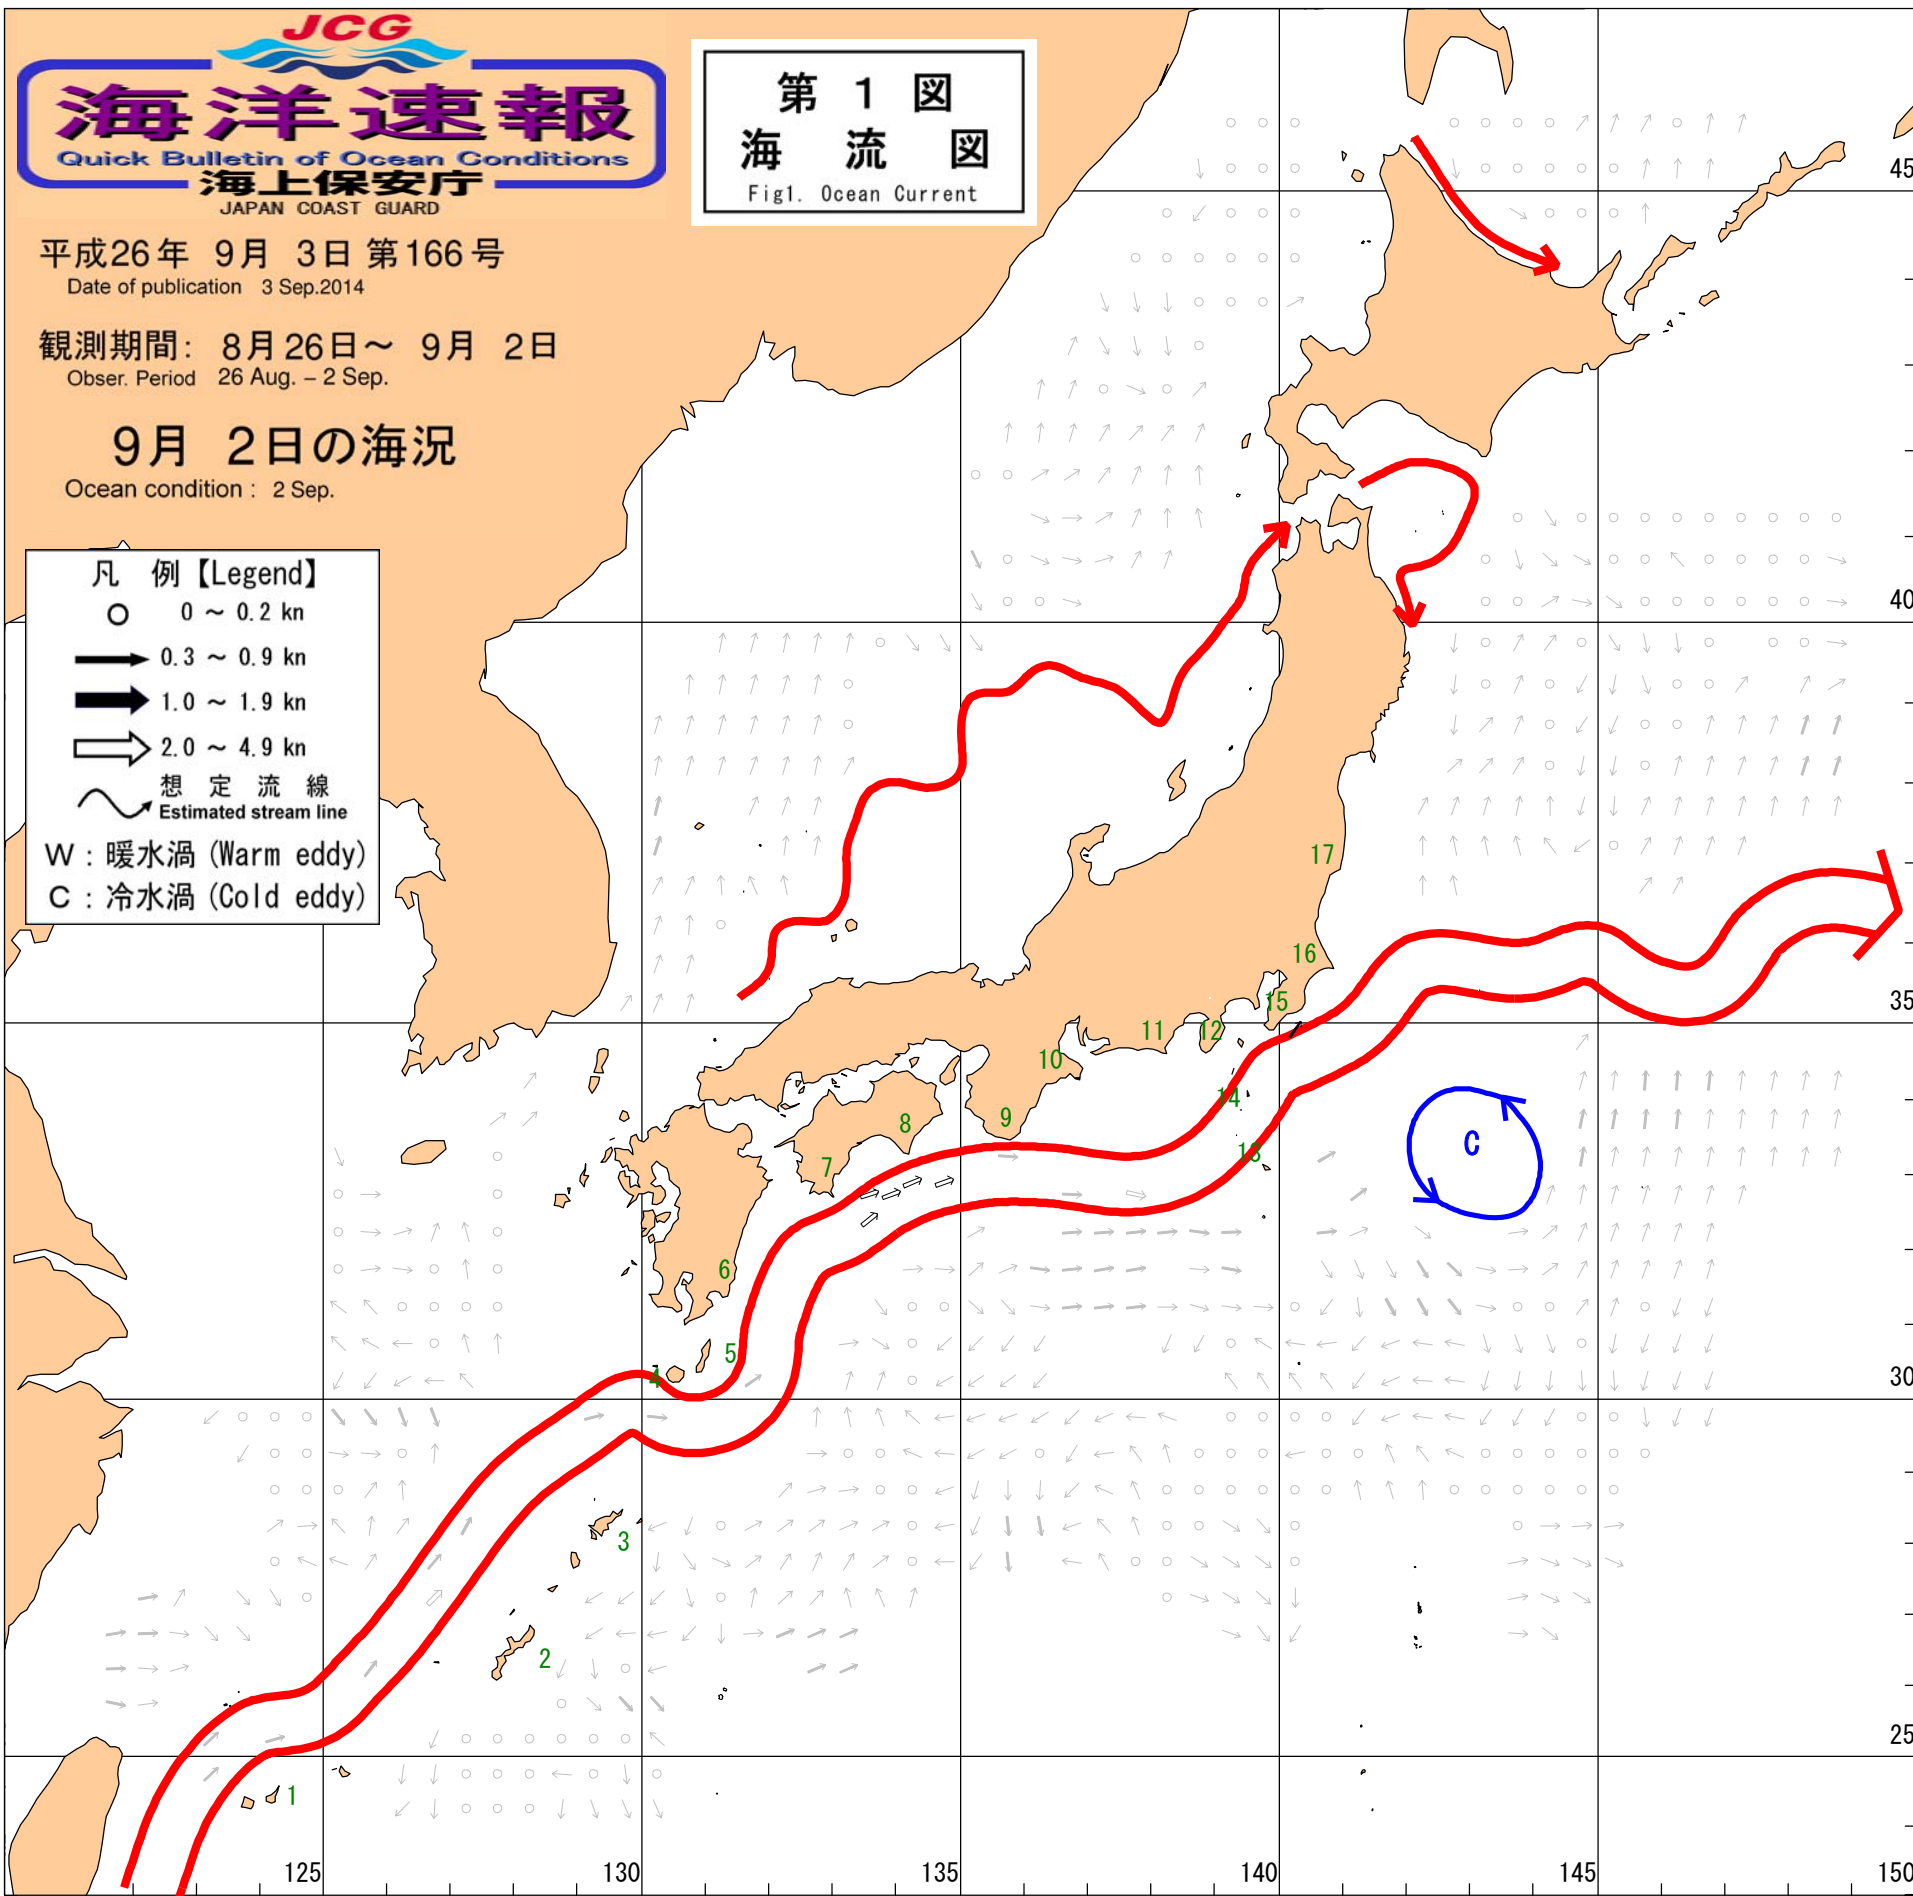 JCG
海洋速報
Quick Bulletin of Ocean Conditions
海上保安庁
JAPAN COAST GUARD
第 1 図
海 流 図
Fig1. Ocean Current
平成26年 9月 3日 第166号
Date of publication 3 Sep.2014
観測期間: 8月26日～ 9月 2日
Obser. Period 26 Aug. – 2 Sep.
9月 2日の海況
Ocean condition : 2 Sep.
凡 例【Legend】
0 ～ 0.2 kn
0.3 ～ 0.9 kn
1.0 ～ 1.9 kn
2.0 ～ 4.9 kn
想 定 流 線
Estimated stream line
W : 暖水渦 (Warm eddy)
C : 冷水渦 (Cold eddy)
45
40
35
30
25
125
130
135
140
145
150
17
16
15
14
13
12
11
10
9
8
7
6
5
4
3
2
1
C